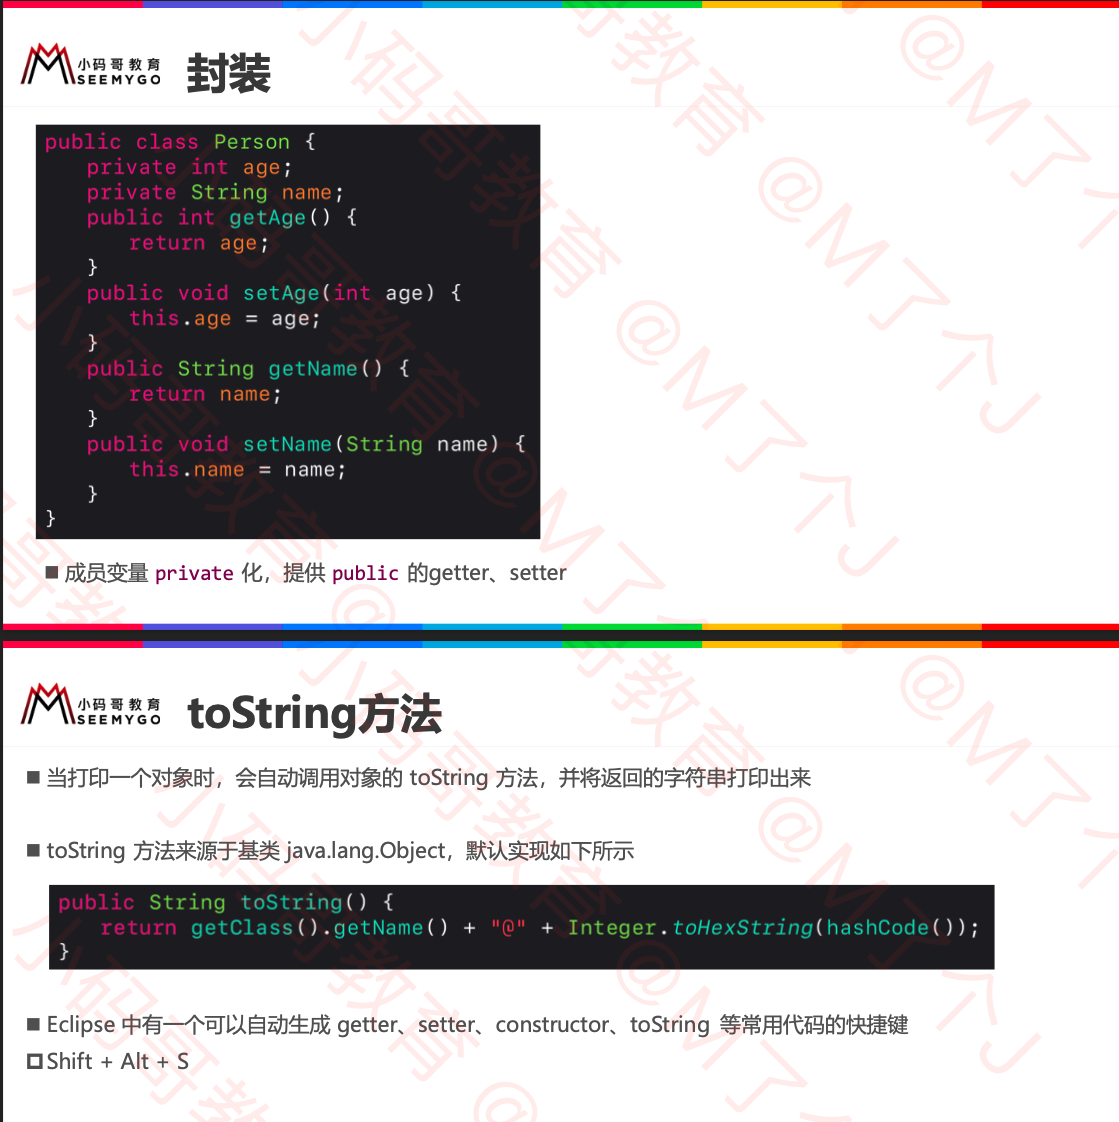 小码哥教育
SEEMYGO
封装
public class Person {
private int age;
private String name;
public int getAge() {
return age;
}
public void setAge(int age) {
this.age = age;
}
public String getName() {
return name;
}
public void setName(String name) {
this.name = name;
}
}
■ 成员变量 private 化，提供 public 的getter、setter
小码哥教育
SEEMYGO
toString方法
■ 当打印一个对象时，会自动调用对象的 toString 方法，并将返回的字符串打印出来
■ toString 方法来源于基类 java.lang.Object，默认实现如下所示
public String toString() {
return getClass().getName() + "@" + Integer.toHexString(hashCode());
}
■ Eclipse 中有一个可以自动生成 getter、setter、constructor、toString 等常用代码的快捷键
Shift + Alt + S
小码哥教育 @M了个J